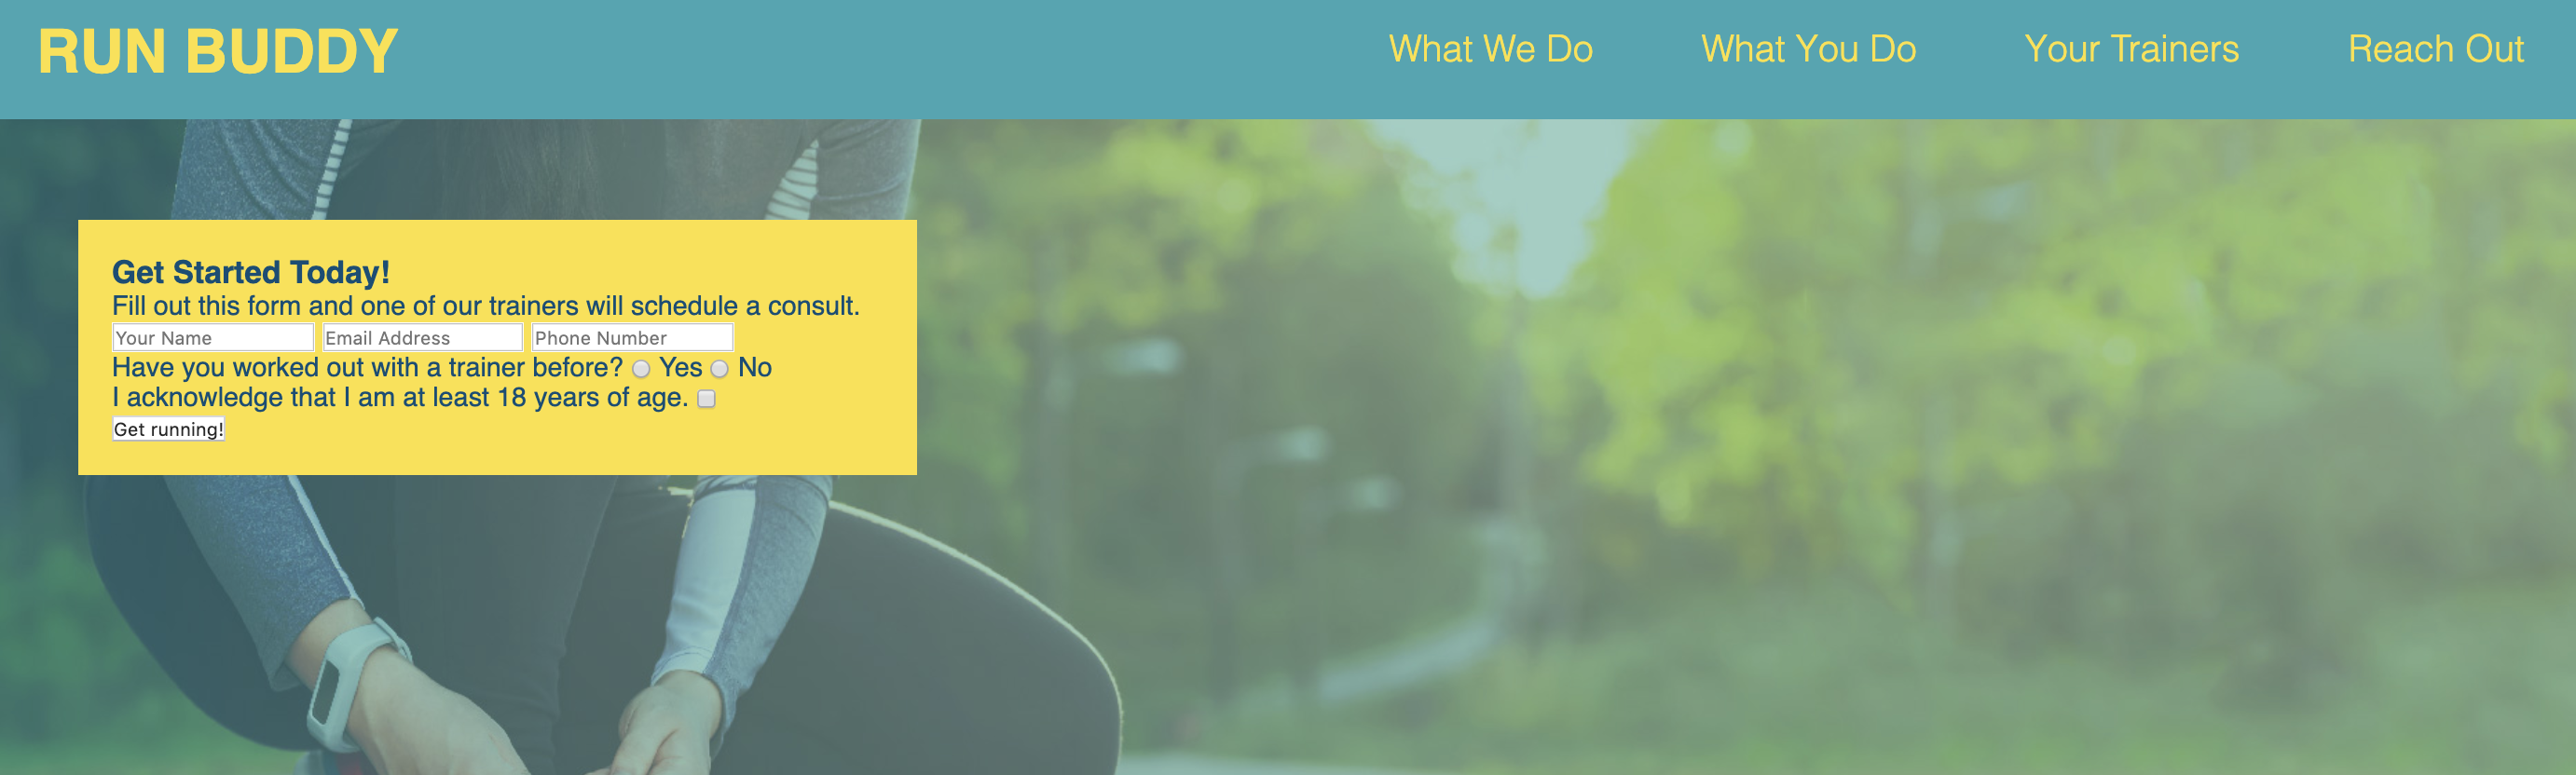 RUN BUDDY What We Do What You Do Your Trainers Reach Out
Get Started Today!
Fill out this form and one of our trainers will schedule a consult.
Your Name Email Address Phone Number
Have you worked out with a trainer before? Yes No
I acknowledge that I am at least 18 years of age.
Get running!